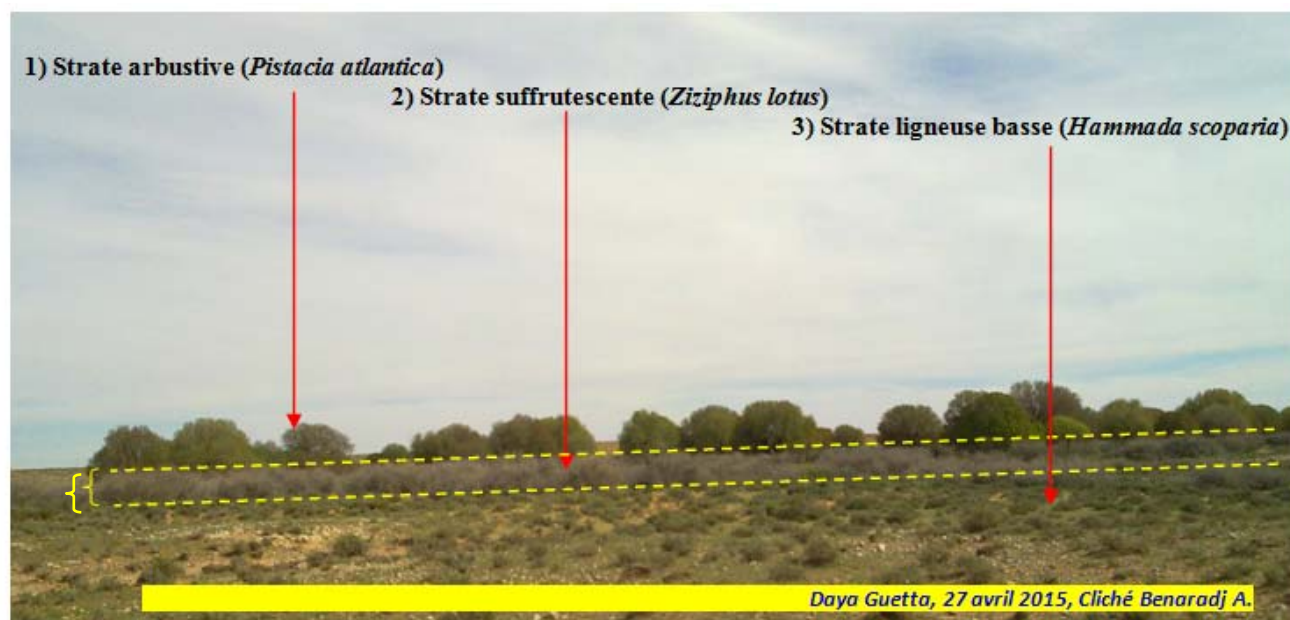 1) Strate arbustive (Pistacia atlantica)
2) Strate suffrutescente (Ziziphus lotus)
3) Strate ligneuse basse (Hammada scoparia)
Daya Guetta, 27 avril 2015, Cliché Benaradj A.